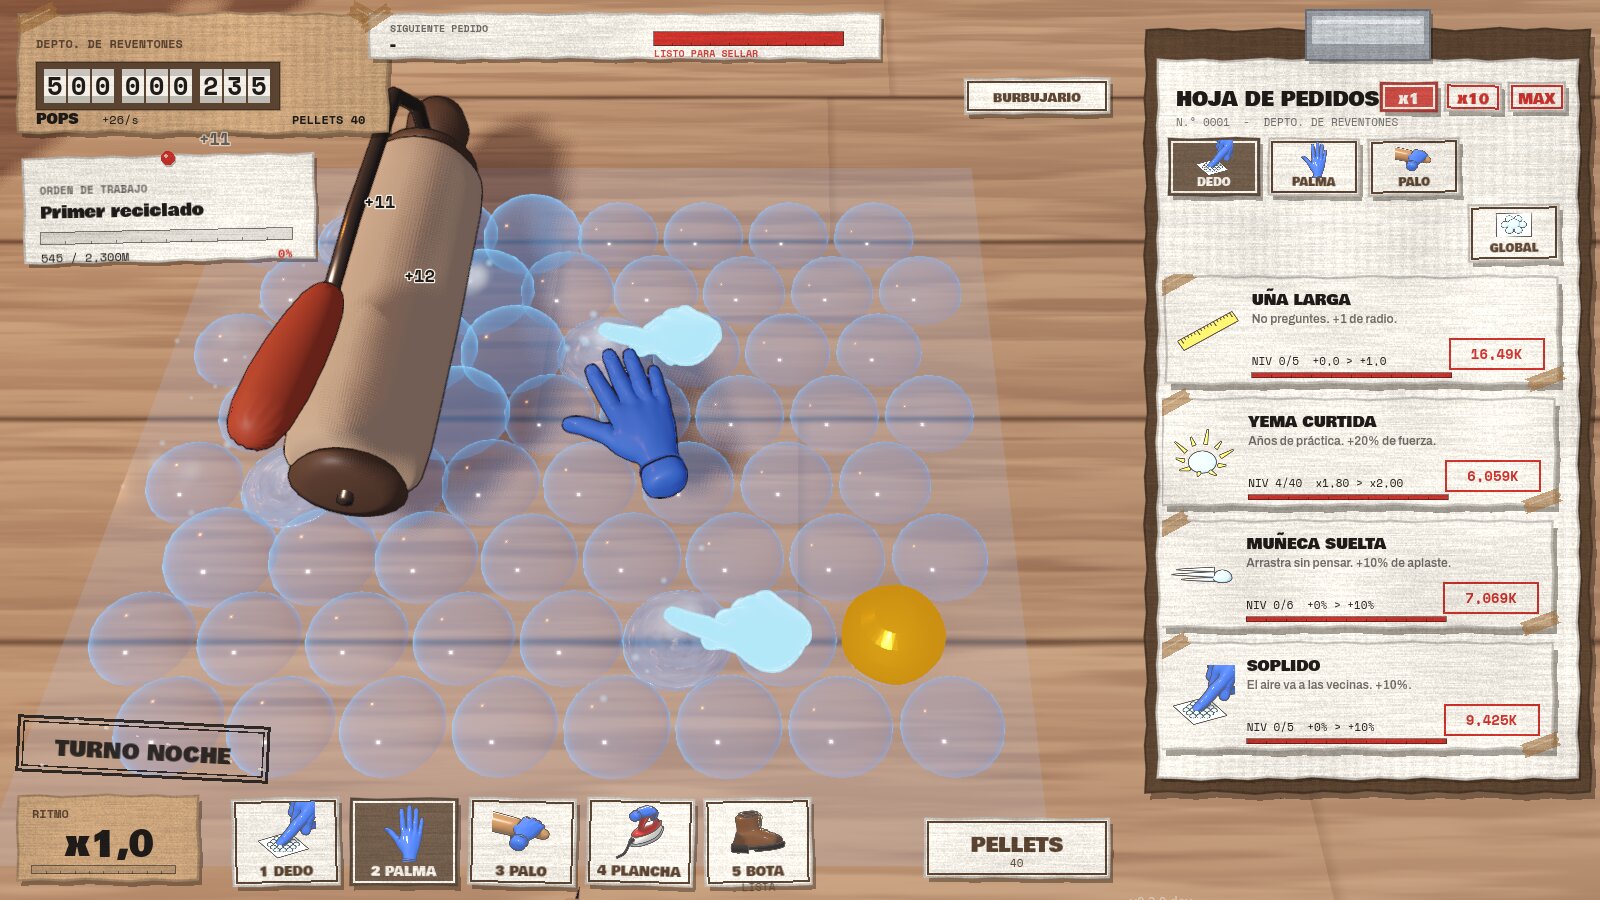 DEPTO. DE REVENTONES
500 000 235
POPS +26/s PELLETS 40
+11
SIGUIENTE PEDIDO
-
LISTO PARA SELLAR
BURBUJARIO
ORDEN DE TRABAJO
Primer reciclado
545 / 2,300M 0%
+11
+12
HOJA DE PEDIDOS x1 x10 MAX
N.° 0001 - DEPTO. DE REVENTONES
DEDO PALMA PALO
GLOBAL
UÑA LARGA
No preguntes. +1 de radio.
NIV 0/5 +0,0 > +1,0
16,49K
YEMA CURTIDA
Años de práctica. +20% de fuerza.
NIV 4/40 x1,80 > x2,00
6,059K
MUÑECA SUELTA
Arrastra sin pensar. +10% de aplaste.
NIV 0/6 +0% > +10%
7,069K
SOPLIDO
El aire va a las vecinas. +10%.
NIV 0/5 +0% > +10%
9,425K
TURNO NOCHE
RITMO
x1,0
1 DEDO
2 PALMA
3 PALO
4 PLANCHA
5 BOTA
LISTA
PELLETS
40